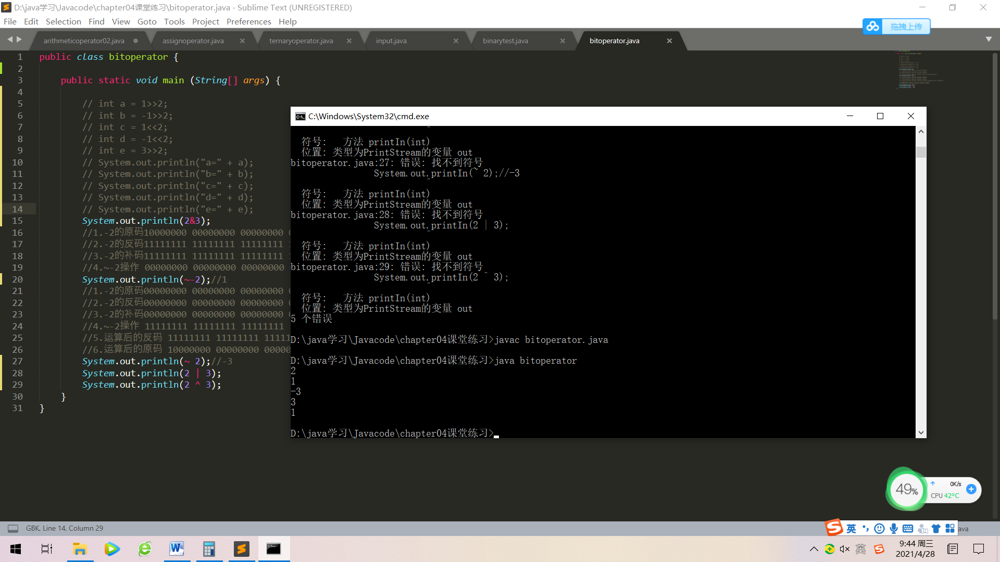 D:\java学习\Javacode\chapter04课堂练习\bitoperator.java - Sublime Text (UNREGISTERED)
File Edit Selection Find View Goto Tools Project Preferences Help
拖拽上传
arithmeticoperator02.java assignoperator.java ternaryoperator.java input.java binarytest.java bitoperator.java
1 public class bitoperator {
2
3 public static void main (String[] args) {
4
5 // int a = 1>>2;
6 // int b = -1>>2;
7 // int c = 1<<2;
8 // int d = -1<<2;
9 // int e = 3>>2;
10 // System.out.println("a=" + a);
11 // System.out.println("b=" + b);
12 // System.out.println("c=" + c);
13 // System.out.println("d=" + d);
14 // System.out.println("e=" + e);
15 System.out.println(2&3);
16 //1.-2的原码10000000 00000000 00000000
17 //2.-2的反码11111111 11111111 11111111
18 //3.-2的补码11111111 11111111 11111111
19 //4.~-2操作 00000000 00000000 00000000
20 System.out.println(~-2);//1
21 //1.-2的原码00000000 00000000 00000000
22 //2.-2的反码00000000 00000000 00000000
23 //3.-2的补码00000000 00000000 00000000
24 //4.~-2操作 11111111 11111111 11111111
25 //5.运算后的反码 11111111 11111111 11111
26 //6.运算后的原码 10000000 00000000 00000
27 System.out.println(~ 2);//-3
28 System.out.println(2 | 3);
29 System.out.println(2 ^ 3);
30 }
31 }
C:\Windows\System32\cmd.exe
^
符号: 方法 printIn(int)
位置: 类型为PrintStream的变量 out
bitoperator.java:27: 错误: 找不到符号
System.out.printIn(~ 2);//-3
^
符号: 方法 printIn(int)
位置: 类型为PrintStream的变量 out
bitoperator.java:28: 错误: 找不到符号
System.out.printIn(2 | 3);
^
符号: 方法 printIn(int)
位置: 类型为PrintStream的变量 out
bitoperator.java:29: 错误: 找不到符号
System.out.printIn(2 ^ 3);
^
符号: 方法 printIn(int)
位置: 类型为PrintStream的变量 out
5 个错误
D:\java学习\Javacode\chapter04课堂练习>javac bitoperator.java
D:\java学习\Javacode\chapter04课堂练习>java bitoperator
2
1
-3
3
1
D:\java学习\Javacode\chapter04课堂练习>
49%
0K/s
CPU 42°C
GBK, Line 14, Column 29
英
ava
英
9:44 周三
2021/4/28